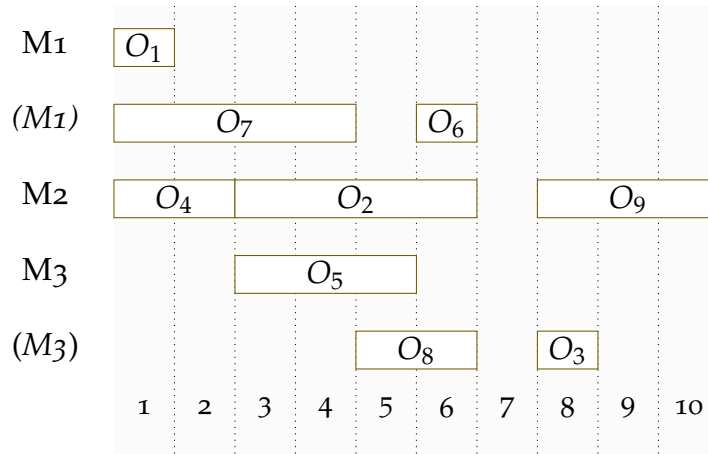 M1 O₁
(M1) O₇ O₆
M2 O₄ O₂ O₉
M3 O₅
(M3) O₈ O₃
1 2 3 4 5 6 7 8 9 10